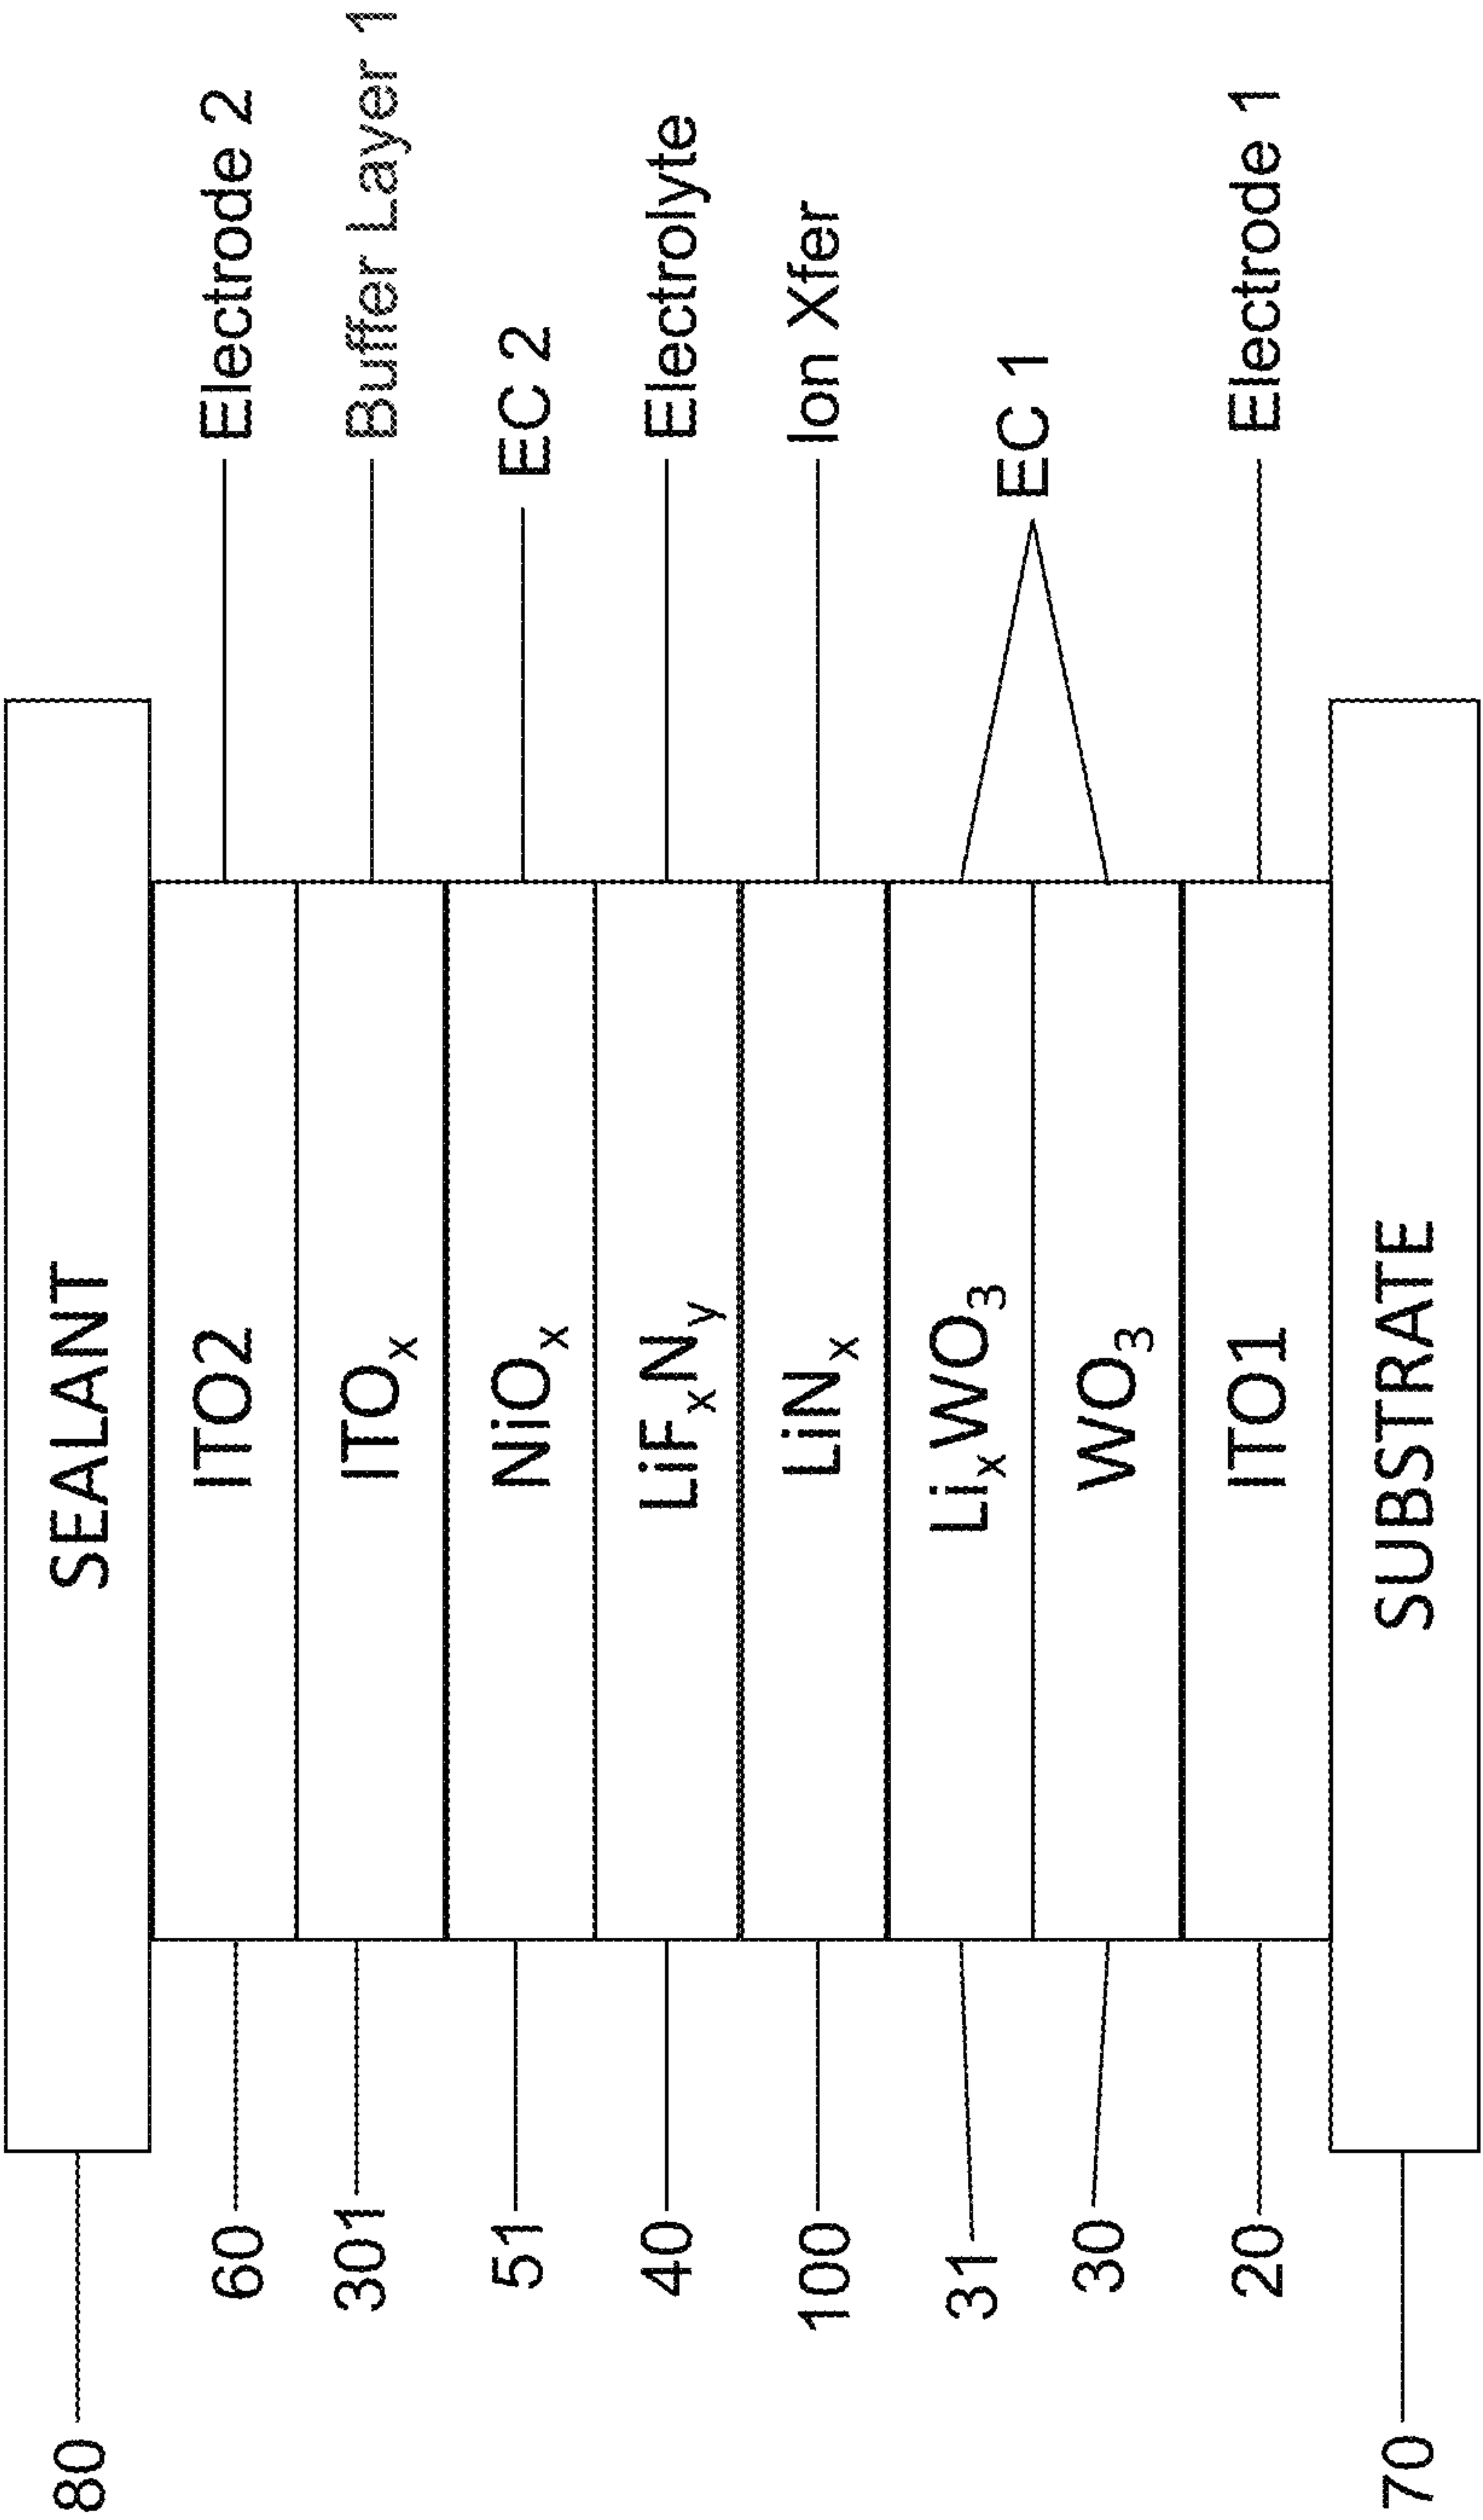 80 SEALANT
60 ITO2 Electrode 2
301 ITOₓ Buffer Layer 1
51 NiOₓ EC 2
40 LiFₓNᵧ Electrolyte
100 LiNₓ Ion Xfer
31 LiₓWO₃ EC 1
30 WO₃
20 ITO1 Electrode 1
70 SUBSTRATE